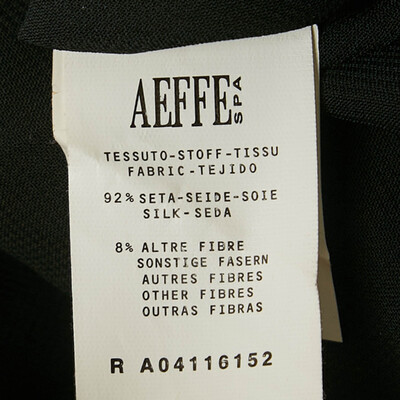 AEFFE SPA
TESSUTO-STOFF-TISSU
FABRIC-TEJIDO
92% SETA-SEIDE-SOIE
SILK-SEDA
8% ALTRE FIBRE
SONSTIGE FASERN
AUTRES FIBRES
OTHER FIBRES
OUTRAS FIBRAS
R A04116152